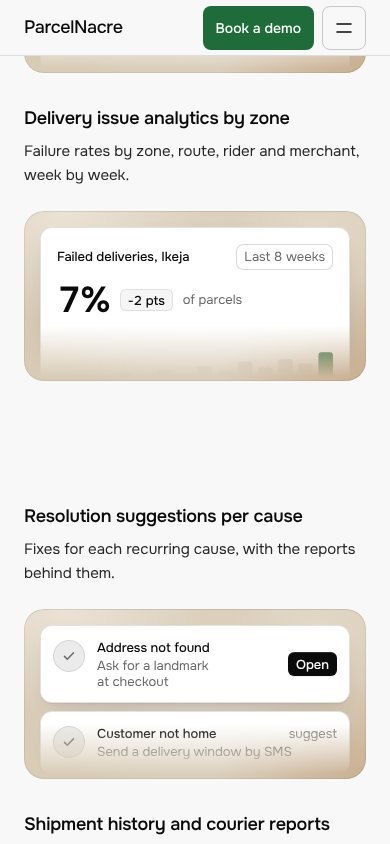 ParcelNacre
Book a demo
Delivery issue analytics by zone
Failure rates by zone, route, rider and merchant,
week by week.
Failed deliveries, Ikeja
Last 8 weeks
7%
-2 pts
of parcels
Resolution suggestions per cause
Fixes for each recurring cause, with the reports
behind them.
Address not found
Ask for a landmark
at checkout
Open
Customer not home
suggest
Send a delivery window by SMS
Shipment history and courier reports